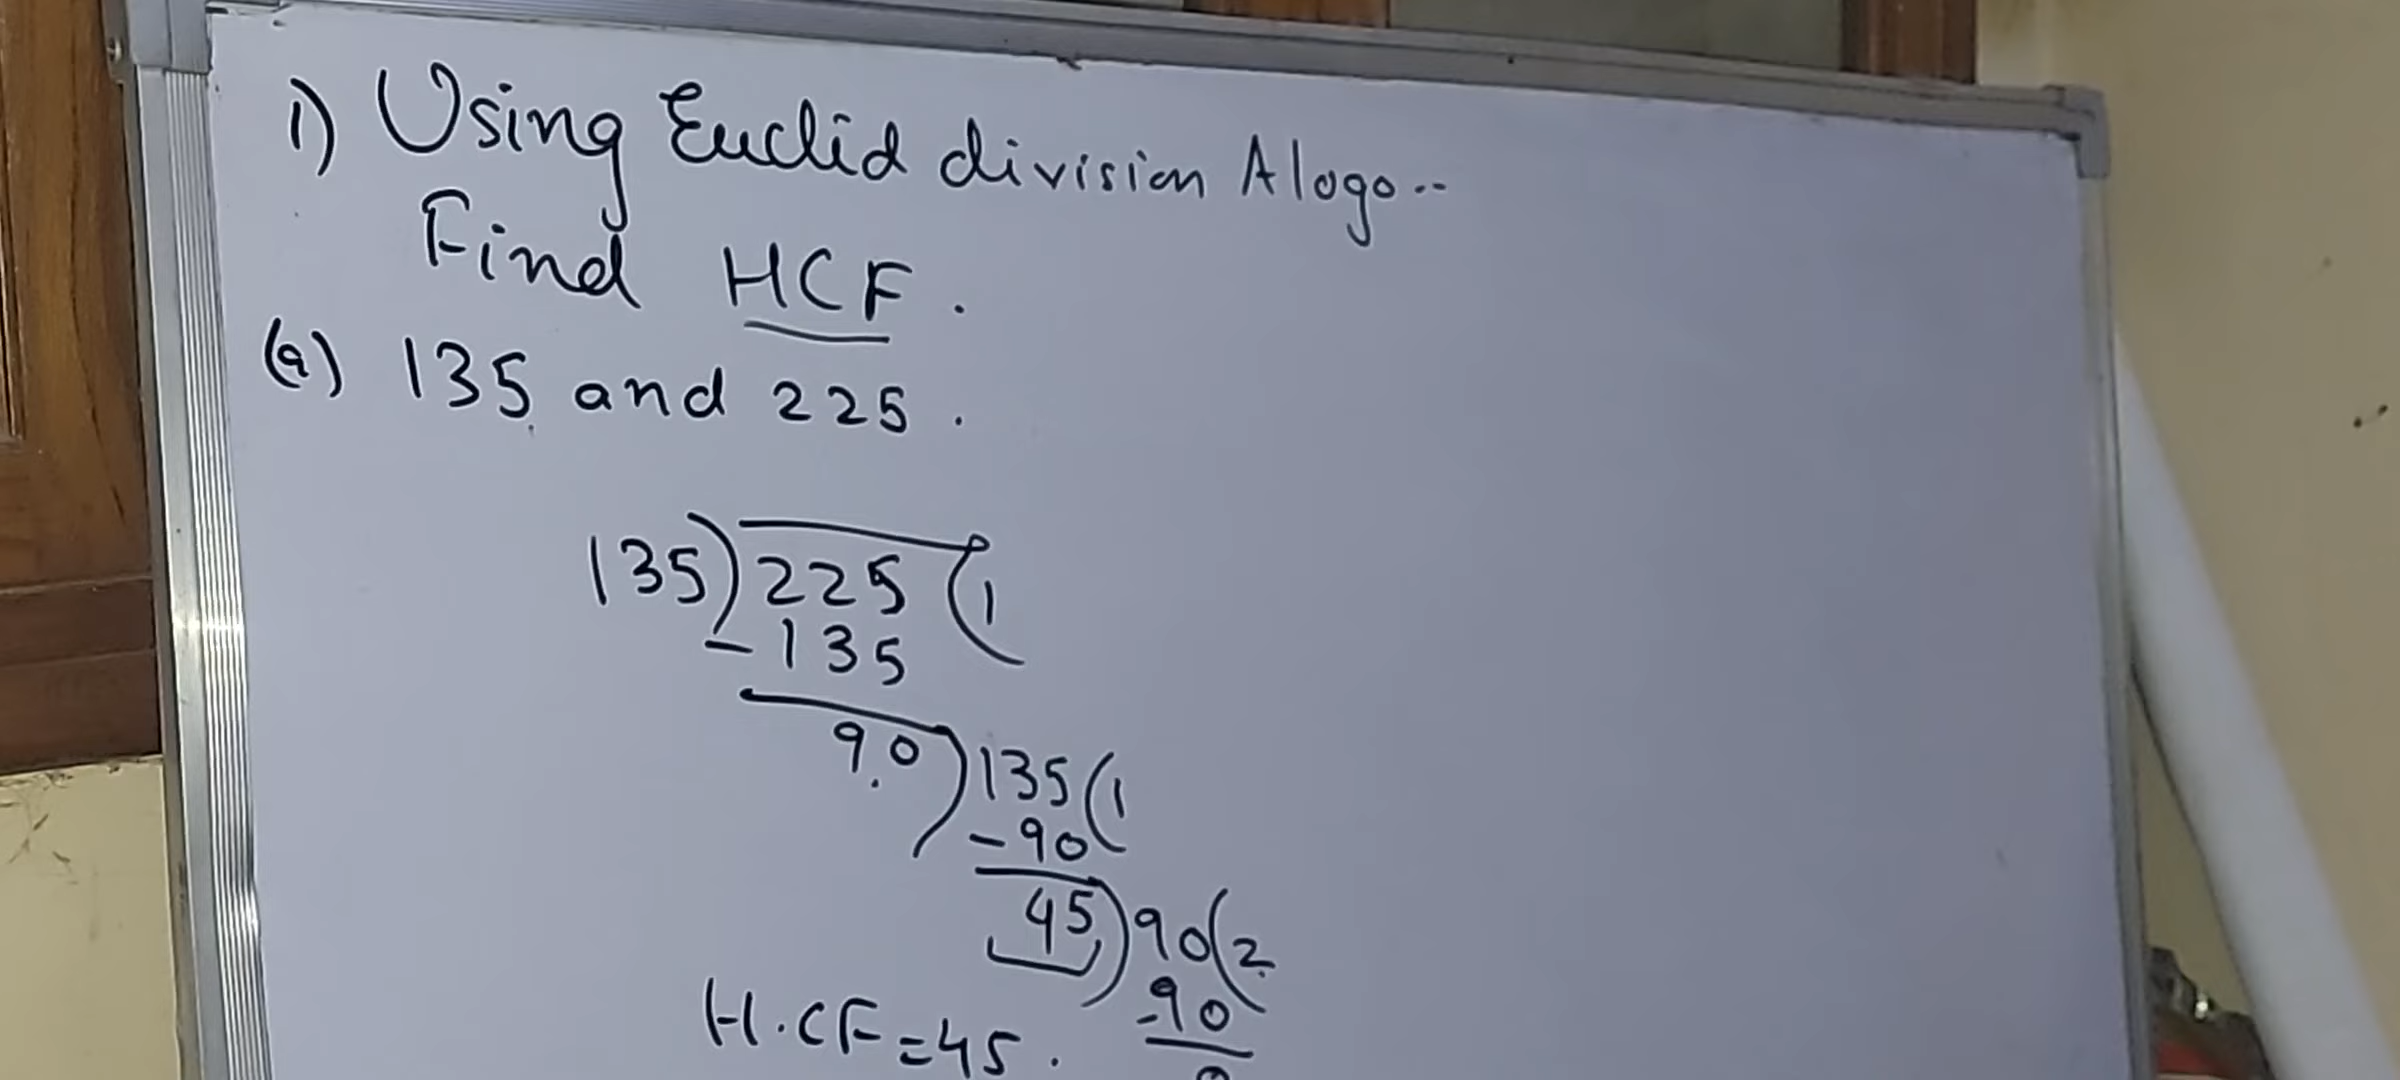 1) Using Euclid division Alogo..
Find HCF.
(a) 135 and 225.
135)225(1
-135
90)135(1
-90
45)90(2
-90
H.CF=45.
0